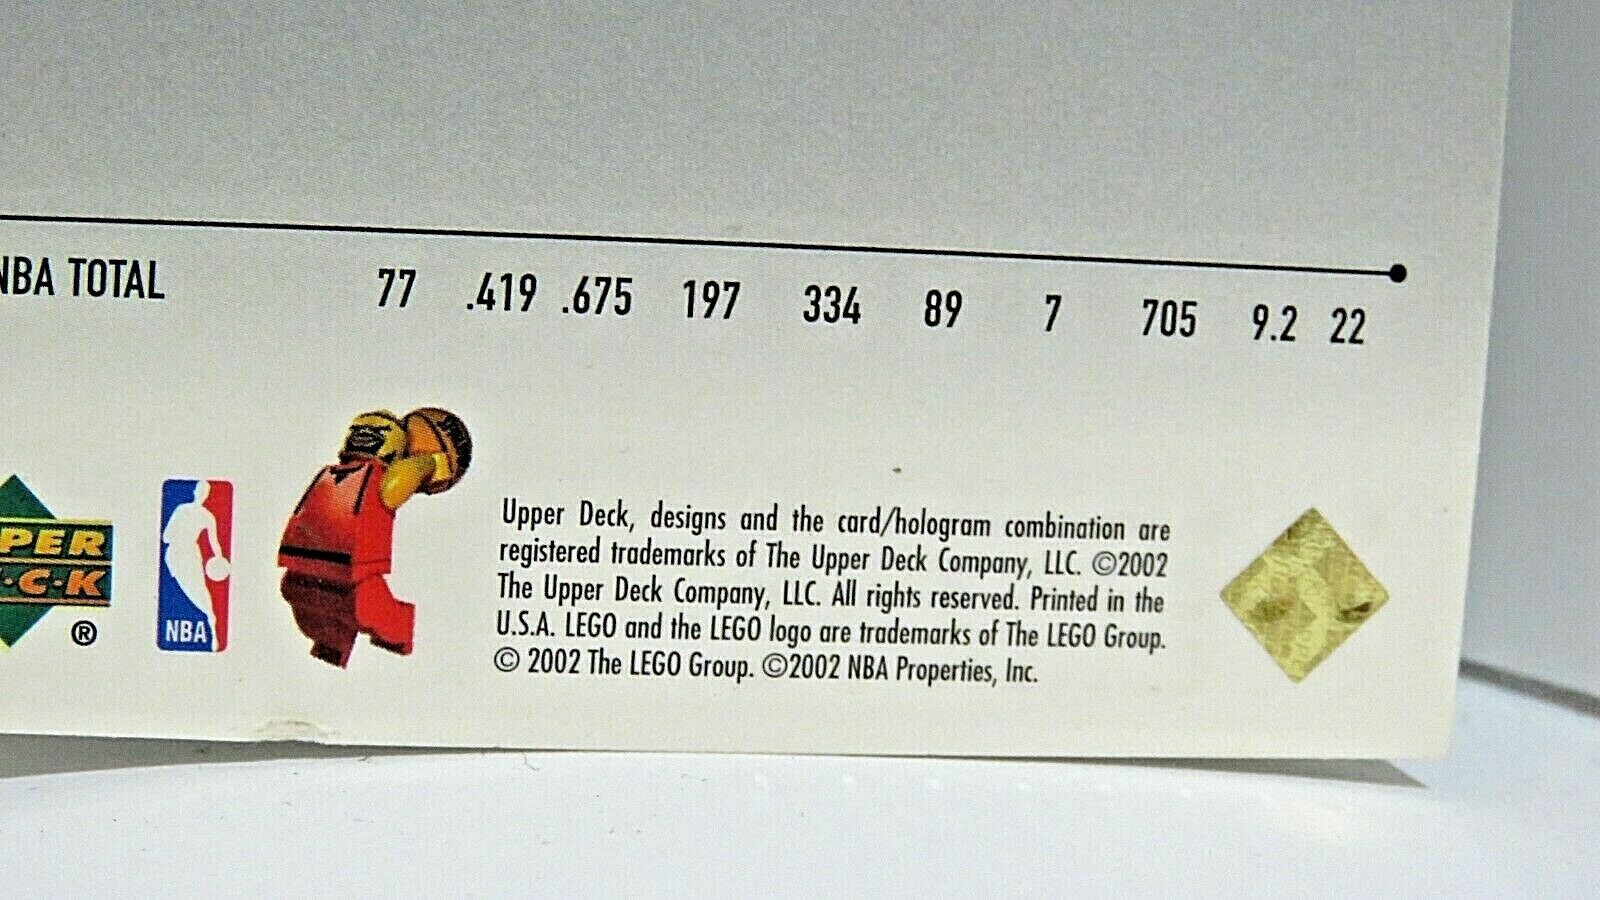 NBA TOTAL 77 .419 .675 197 334 89 7 705 9.2 22
PER
C·K
®
NBA
Upper Deck, designs and the card/hologram combination are
registered trademarks of The Upper Deck Company, LLC. ©2002
The Upper Deck Company, LLC. All rights reserved. Printed in the
U.S.A. LEGO and the LEGO logo are trademarks of The LEGO Group.
© 2002 The LEGO Group. ©2002 NBA Properties, Inc.